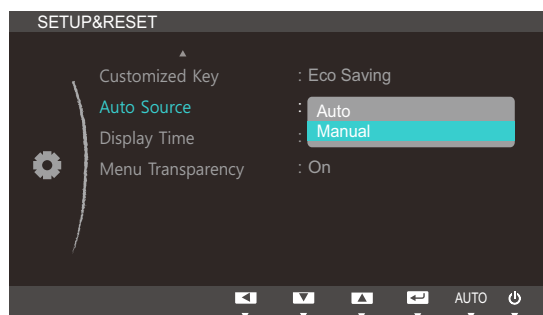 SETUP&RESET
Customized Key : Eco Saving
Auto Source : Auto
Manual
Display Time :
Menu Transparency : On
AUTO